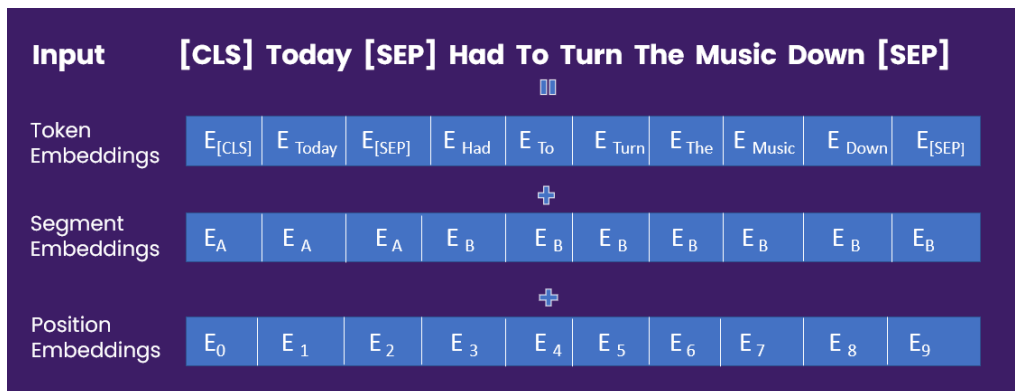 Input [CLS] Today [SEP] Had To Turn The Music Down [SEP]
Token Embeddings E[CLS] E Today E[SEP] E Had E To E Turn E The E Music E Down E[SEP]
+
Segment Embeddings EA E A E A E B E B E B E B E B E B EB
+
Position Embeddings E0 E 1 E 2 E 3 E 4 E 5 E 6 E 7 E 8 E9